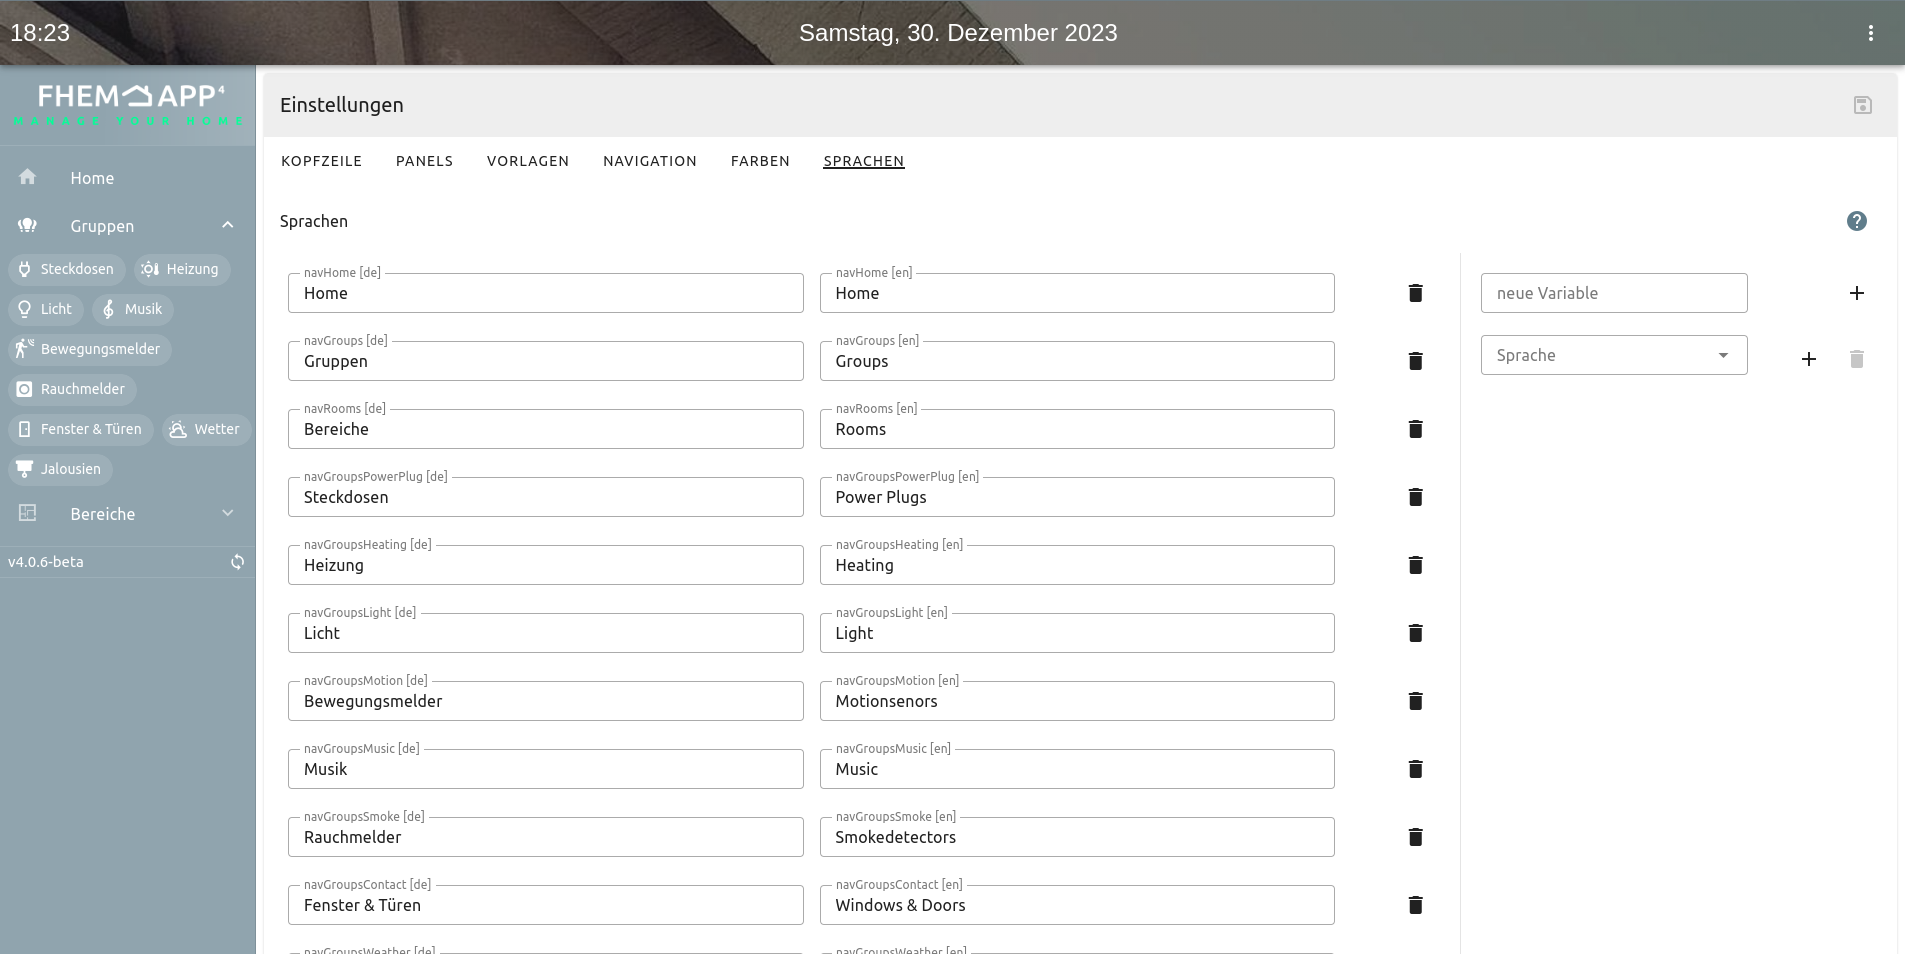 18:23
Samstag, 30. Dezember 2023
FHEM APP 4
MANAGE YOUR HOME
Home
Gruppen
Steckdosen
Heizung
Licht
Musik
Bewegungsmelder
Rauchmelder
Fenster & Türen
Wetter
Jalousien
Bereiche
v4.0.6-beta
Einstellungen
KOPFZEILE PANELS VORLAGEN NAVIGATION FARBEN SPRACHEN
Sprachen
navHome [de]
Home
navHome [en]
Home
navGroups [de]
Gruppen
navGroups [en]
Groups
navRooms [de]
Bereiche
navRooms [en]
Rooms
navGroupsPowerPlug [de]
Steckdosen
navGroupsPowerPlug [en]
Power Plugs
navGroupsHeating [de]
Heizung
navGroupsHeating [en]
Heating
navGroupsLight [de]
Licht
navGroupsLight [en]
Light
navGroupsMotion [de]
Bewegungsmelder
navGroupsMotion [en]
Motionsenors
navGroupsMusic [de]
Musik
navGroupsMusic [en]
Music
navGroupsSmoke [de]
Rauchmelder
navGroupsSmoke [en]
Smokedetectors
navGroupsContact [de]
Fenster & Türen
navGroupsContact [en]
Windows & Doors
navGroupsWeather [de]
navGroupsWeather [en]
neue Variable
Sprache